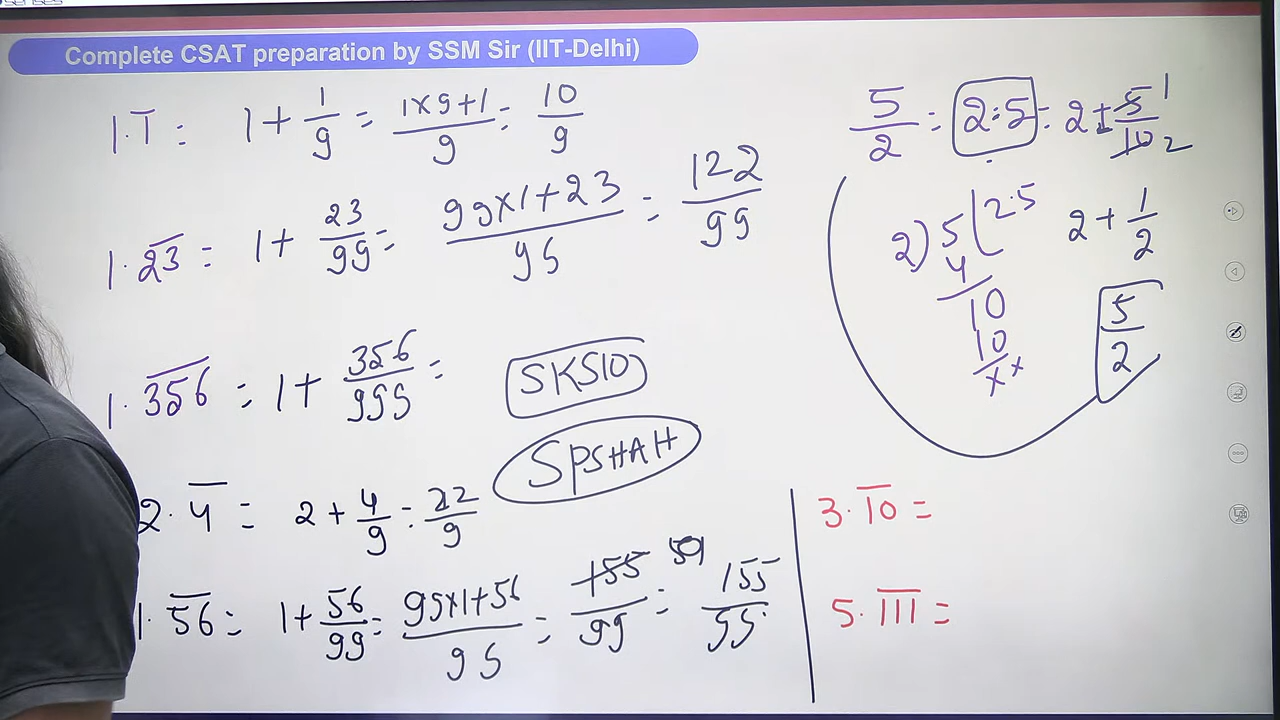 Complete CSAT preparation by SSM Sir (IIT-Delhi)
1.1̅ = 1 + 1/9 = (1×9+1)/9 = 10/9
1.2̅3̅ = 1 + 23/99 = (99×1+23)/99 = 122/99
1.3̅5̅6̅ = 1 + 356/999 =
SKS10
SPSHAH
2.4̅ = 2 + 4/9 = 22/9
1.5̅6̅ = 1 + 56/99 = (99×1+56)/99 = 155/99 = 155/99
5/2 = 2.5 = 2 + 5/10 1 2
2) 5 ( 2.5
4
10
10
× ×
2 + 1/2
5/2
3.1̅0̅ =
5.1̅1̅1̅ =